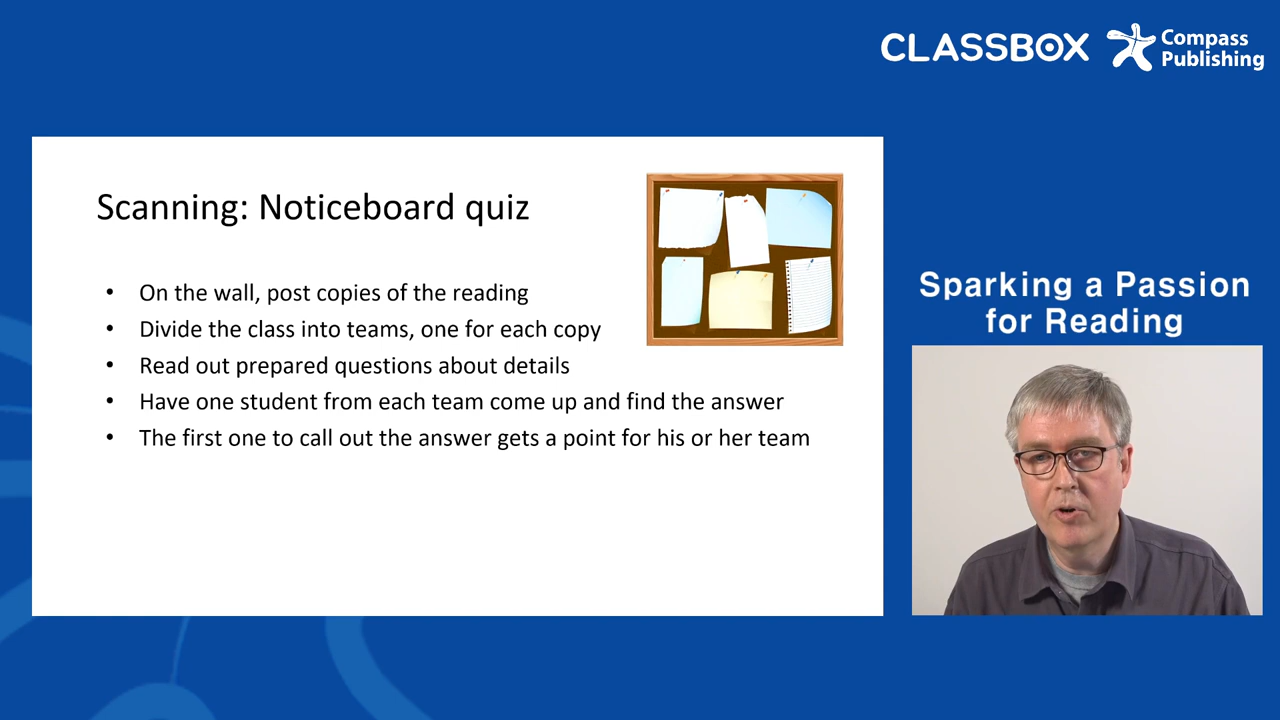 CLASSBOX
Compass
Publishing
Scanning: Noticeboard quiz
• On the wall, post copies of the reading
• Divide the class into teams, one for each copy
• Read out prepared questions about details
• Have one student from each team come up and find the answer
• The first one to call out the answer gets a point for his or her team
Sparking a Passion
for Reading